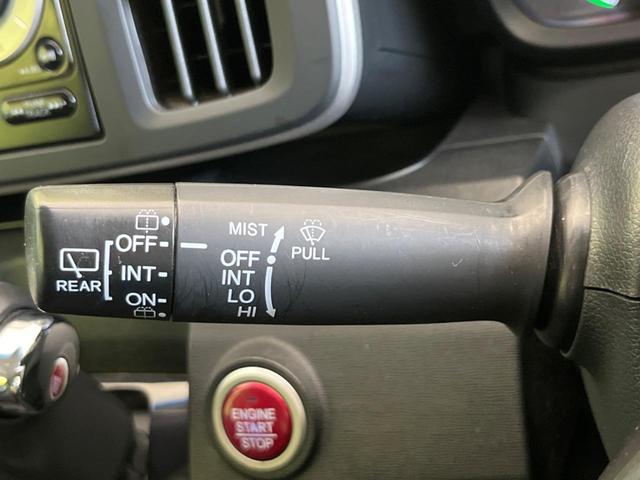 OFF
INT
ON
REAR
MIST
OFF
INT
LO
HI
PULL
ENGINE
START
STOP